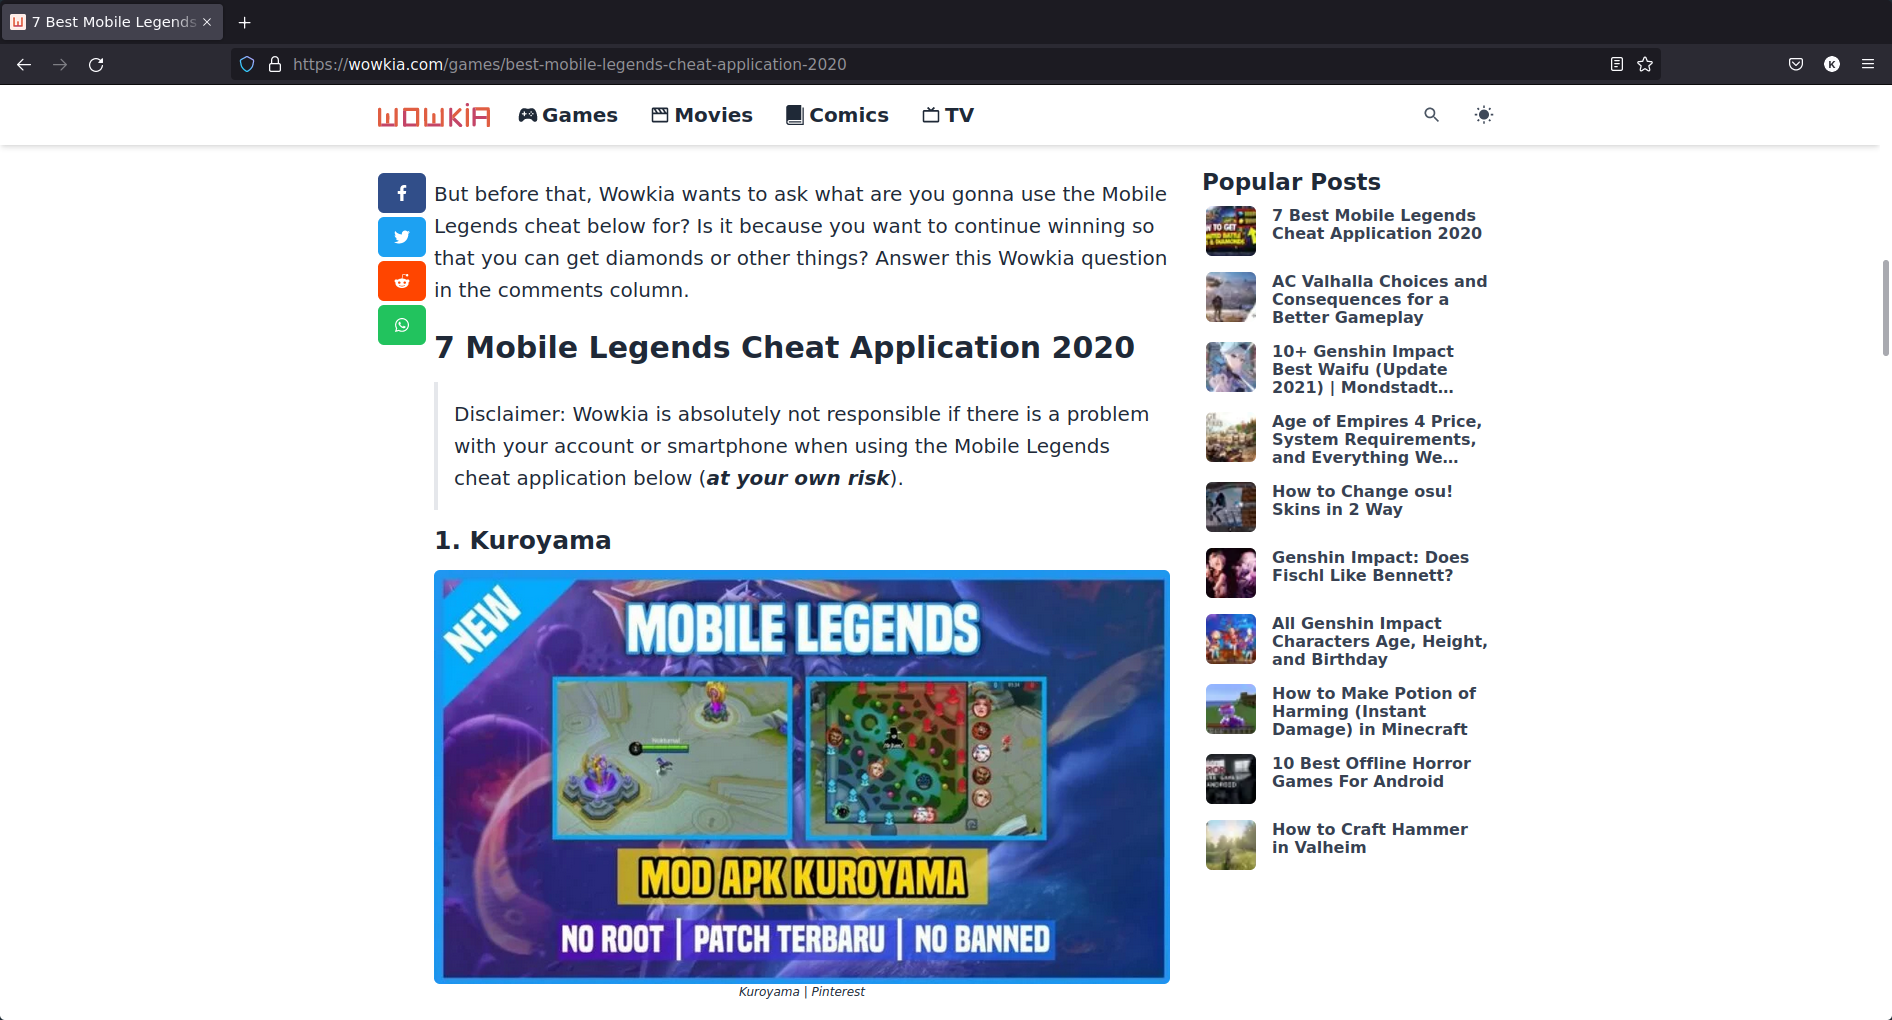 7 Best Mobile Legends
https://wowkia.com/games/best-mobile-legends-cheat-application-2020
K
WOWKIA
Games
Movies
Comics
TV
But before that, Wowkia wants to ask what are you gonna use the Mobile
Legends cheat below for? Is it because you want to continue winning so
that you can get diamonds or other things? Answer this Wowkia question
in the comments column.
7 Mobile Legends Cheat Application 2020
Disclaimer: Wowkia is absolutely not responsible if there is a problem
with your account or smartphone when using the Mobile Legends
cheat application below (at your own risk).
1. Kuroyama
NEW
MOBILE LEGENDS
MOD APK KUROYAMA
NO ROOT | PATCH TERBARU | NO BANNED
Kuroyama | Pinterest
Popular Posts
7 Best Mobile Legends
Cheat Application 2020
AC Valhalla Choices and
Consequences for a
Better Gameplay
10+ Genshin Impact
Best Waifu (Update
2021) | Mondstadt...
Age of Empires 4 Price,
System Requirements,
and Everything We...
How to Change osu!
Skins in 2 Way
Genshin Impact: Does
Fischl Like Bennett?
All Genshin Impact
Characters Age, Height,
and Birthday
How to Make Potion of
Harming (Instant
Damage) in Minecraft
10 Best Offline Horror
Games For Android
How to Craft Hammer
in Valheim